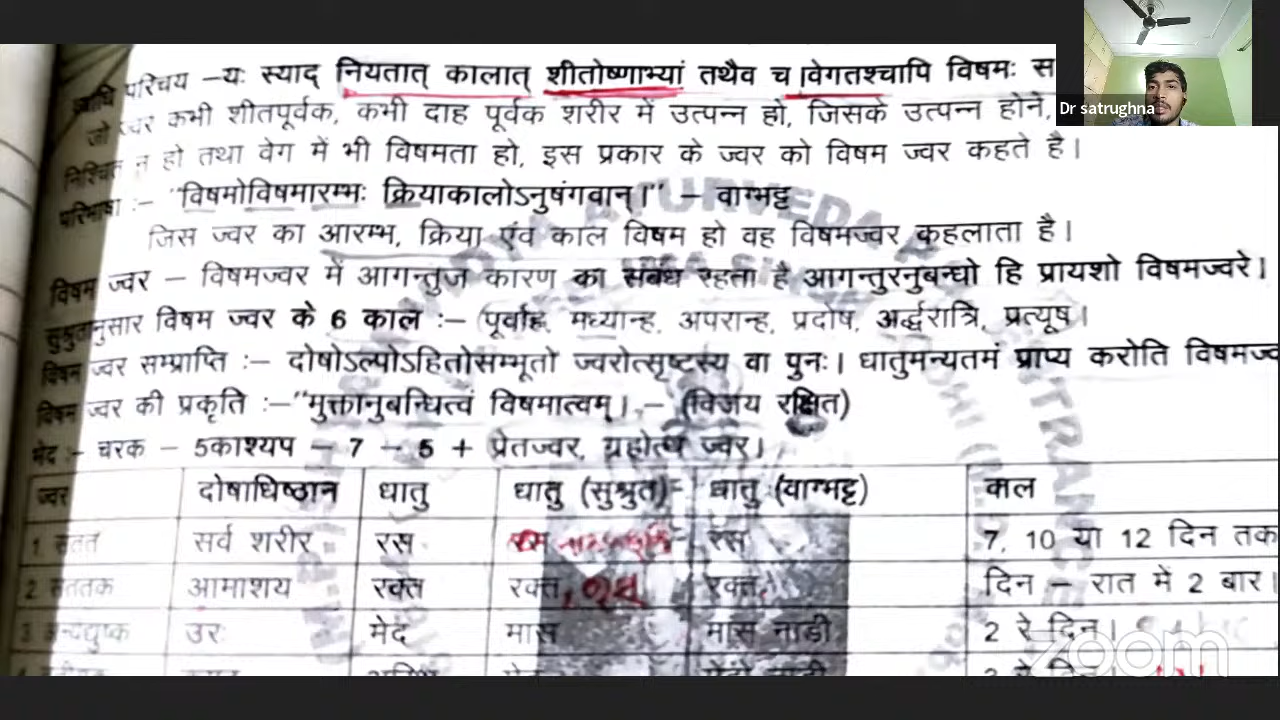 व्याधि परिचय –यः स्याद् नियतात् कालात् शीतोष्णाभ्यां तथैव च।वेगतश्चापि विषमः स
जो ज्वर कभी शीतपूर्वक, कभी दाह पूर्वक शरीर में उत्पन्न हो, जिसके उत्पन्न होने,
निश्चित न हो तथा वेग में भी विषमता हो, इस प्रकार के ज्वर को विषम ज्वर कहते है।
परिभाषा :– "विषमोविषमारम्भः क्रियाकालोऽनुषंगवान्।" – वाग्भट्ट
जिस ज्वर का आरम्भ, क्रिया एंव काल विषम हो वह विषमज्वर कहलाता है।
विषम ज्वर – विषमज्वर में आगन्तुज कारण का संबंध रहता है आगन्तुरनुबन्धो हि प्रायशो विषमज्वरे।
सुश्रुतानुसार विषम ज्वर के 6 काल :– (पूर्वाह्न, मध्यान्ह, अपरान्ह, प्रदोष, अर्द्धरात्रि, प्रत्यूष।
विषम ज्वर सम्प्राप्ति :– दोषोऽल्पोऽहितोसम्भूतो ज्वरोत्सृष्टस्य वा पुनः। धातुमन्यतमं प्राप्य करोति विषमज्व
विषम ज्वर की प्रकृति :–"मुक्तानुबन्धित्वं विषमात्वम्। – (विजय रक्षित)
भेद :– चरक – 5काश्यप – 7 – 5 + प्रेतज्वर, ग्रहोत्थ ज्वर।
ज्वर दोषाधिष्ठान धातु धातु (सुश्रुत) धातु (वाग्भट्ट) काल
1. सतत सर्व शरीर रस रस 7, 10 या 12 दिन तक
2. सततक आमाशय रक्त रक्त, रक्त दिन – रात में 2 बार।
3. अन्येद्युष्क उरः मेद मांस मांस नाडी 2 रे दिन।
Dr satrughna
zoom